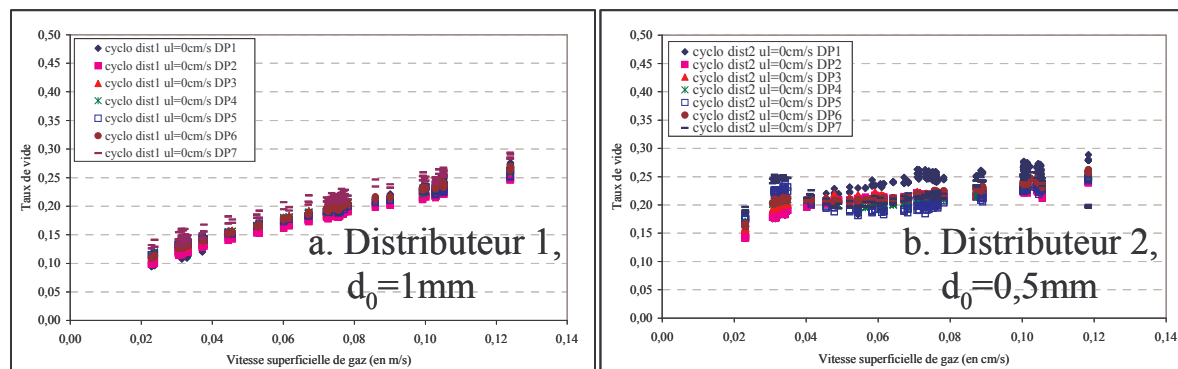 0,50
0,45
0,40
0,35
0,30
0,25
0,20
0,15
0,10
0,05
0,00
Taux de vide
cyclo dist1 ul=0cm/s DP1
cyclo dist1 ul=0cm/s DP2
cyclo dist1 ul=0cm/s DP3
cyclo dist1 ul=0cm/s DP4
cyclo dist1 ul=0cm/s DP5
cyclo dist1 ul=0cm/s DP6
cyclo dist1 ul=0cm/s DP7
a. Distributeur 1,
d₀=1mm
0,00 0,02 0,04 0,06 0,08 0,10 0,12 0,14
Vitesse superficielle de gaz (en m/s)
0,50
0,45
0,40
0,35
0,30
0,25
0,20
0,15
0,10
0,05
0,00
Taux de vide
cyclo dist2 ul=0cm/s DP1
cyclo dist2 ul=0cm/s DP2
cyclo dist2 ul=0cm/s DP3
cyclo dist2 ul=0cm/s DP4
cyclo dist2 ul=0cm/s DP5
cyclo dist2 ul=0cm/s DP6
cyclo dist2 ul=0cm/s DP7
b. Distributeur 2,
d₀=0,5mm
0,00 0,02 0,04 0,06 0,08 0,10 0,12 0,14
Vitesse superficielle de gaz (en cm/s)